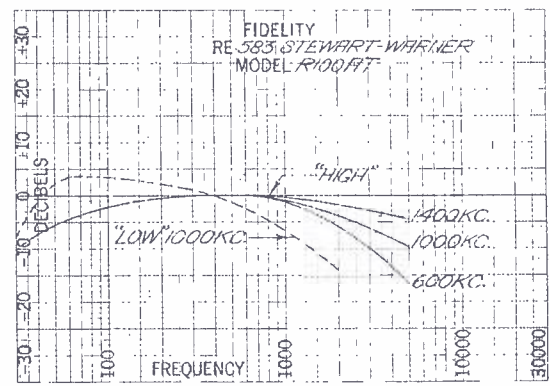 FIDELITY
RE-583 STEWART-WARNER
MODEL R100AT
+30
+20
+10
0
-10
-20
-30
DECIBELS
"HIGH"
"LOW" 1000KC.
1400KC.
1000KC.
600KC.
100
1000
10000
30000
FREQUENCY